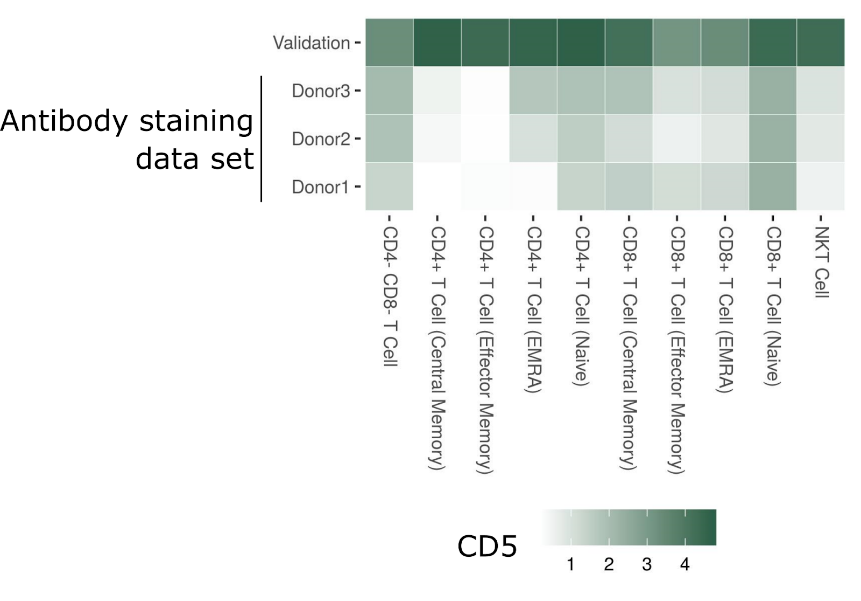 Validation
Donor3
Donor2
Donor1
Antibody staining
data set
CD4- CD8- T Cell
CD4+ T Cell (Central Memory)
CD4+ T Cell (Effector Memory)
CD4+ T Cell (EMRA)
CD4+ T Cell (Naive)
CD8+ T Cell (Central Memory)
CD8+ T Cell (Effector Memory)
CD8+ T Cell (EMRA)
CD8+ T Cell (Naive)
NKT Cell
CD5
1 2 3 4